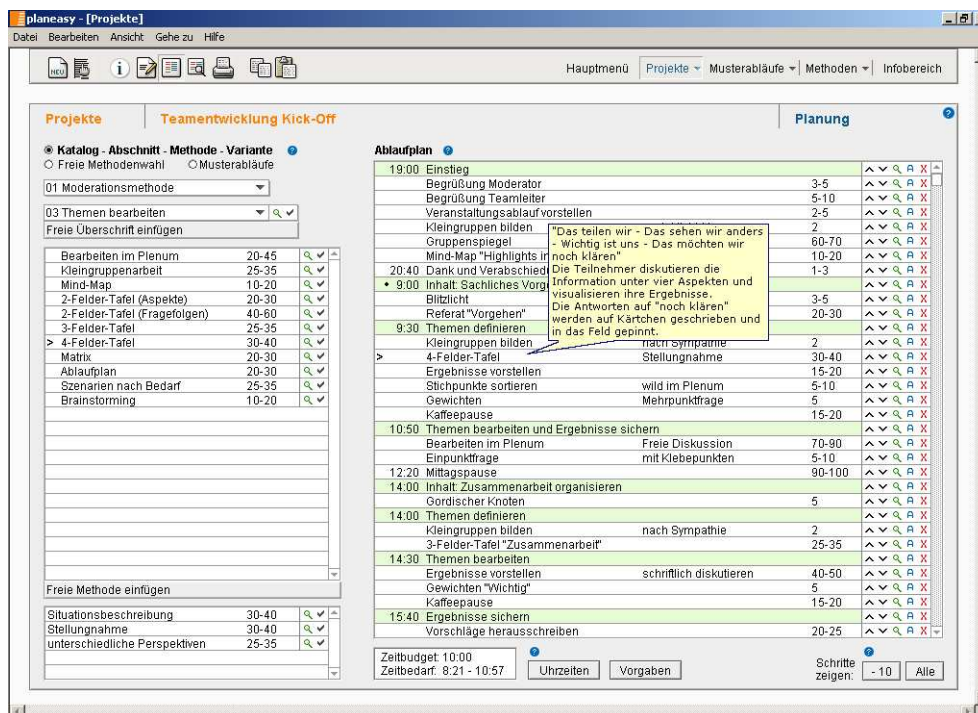 planeasy - [Projekte]
Datei Bearbeiten Ansicht Gehe zu Hilfe
NEU
Hauptmenü Projekte Musterabläufe Methoden Infobereich
Projekte Teamentwicklung Kick-Off Planung
Katalog - Abschnitt - Methode - Variante
Freie Methodenwahl Musterabläufe
01 Moderationsmethode
03 Themen bearbeiten
Freie Überschrift einfügen
Bearbeiten im Plenum 20-45
Kleingruppenarbeit 25-35
Mind-Map 10-20
2-Felder-Tafel (Aspekte) 20-30
2-Felder-Tafel (Fragefolgen) 40-60
3-Felder-Tafel 25-35
> 4-Felder-Tafel 30-40
Matrix 20-30
Ablaufplan 20-30
Szenarien nach Bedarf 25-35
Brainstorming 10-20
Freie Methode einfügen
Situationsbeschreibung 30-40
Stellungnahme 30-40
unterschiedliche Perspektiven 25-35
Ablaufplan
19:00 Einstieg
Begrüßung Moderator 3-5
Begrüßung Teamleiter 5-10
Veranstaltungsablauf vorstellen 2-5
Kleingruppen bilden 2
Gruppenspiegel 60-70
Mind-Map "Highlights in 10-20
20:40 Dank und Verabschied 1-3
9:00 Inhalt: Sachliches Vorg
Blitzlicht 3-5
Referat "Vorgehen" 20-30
9:30 Themen definieren
Kleingruppen bilden nach Sympathie 2
> 4-Felder-Tafel Stellungnahme 30-40
Ergebnisse vorstellen 15-20
Stichpunkte sortieren wild im Plenum 5-10
Gewichten Mehrpunktfrage 5
Kaffeepause 15-20
10:50 Themen bearbeiten und Ergebnisse sichern
Bearbeiten im Plenum Freie Diskussion 70-90
Einpunktfrage mit Klebepunkten 5-10
12:20 Mittagspause 90-100
14:00 Inhalt: Zusammenarbeit organisieren
Gordischer Knoten 5
14:00 Themen definieren
Kleingruppen bilden nach Sympathie 2
3-Felder-Tafel "Zusammenarbeit" 25-35
14:30 Themen bearbeiten
Ergebnisse vorstellen schriftlich diskutieren 40-50
Gewichten "Wichtig" 5
Kaffeepause 15-20
15:40 Ergebnisse sichern
Vorschläge herausschreiben 20-25
"Das teilen wir - Das sehen wir anders
- Wichtig ist uns - Das möchten wir
noch klären"
Die Teilnehmer diskutieren die
Information unter vier Aspekten und
visualisieren ihre Ergebnisse.
Die Antworten auf "noch klären"
werden auf Kärtchen geschrieben und
in das Feld gepinnt.
Zeitbudget: 10:00
Zeitbedarf: 8:21 - 10:57
Uhrzeiten Vorgaben
Schritte
zeigen: - 10 Alle